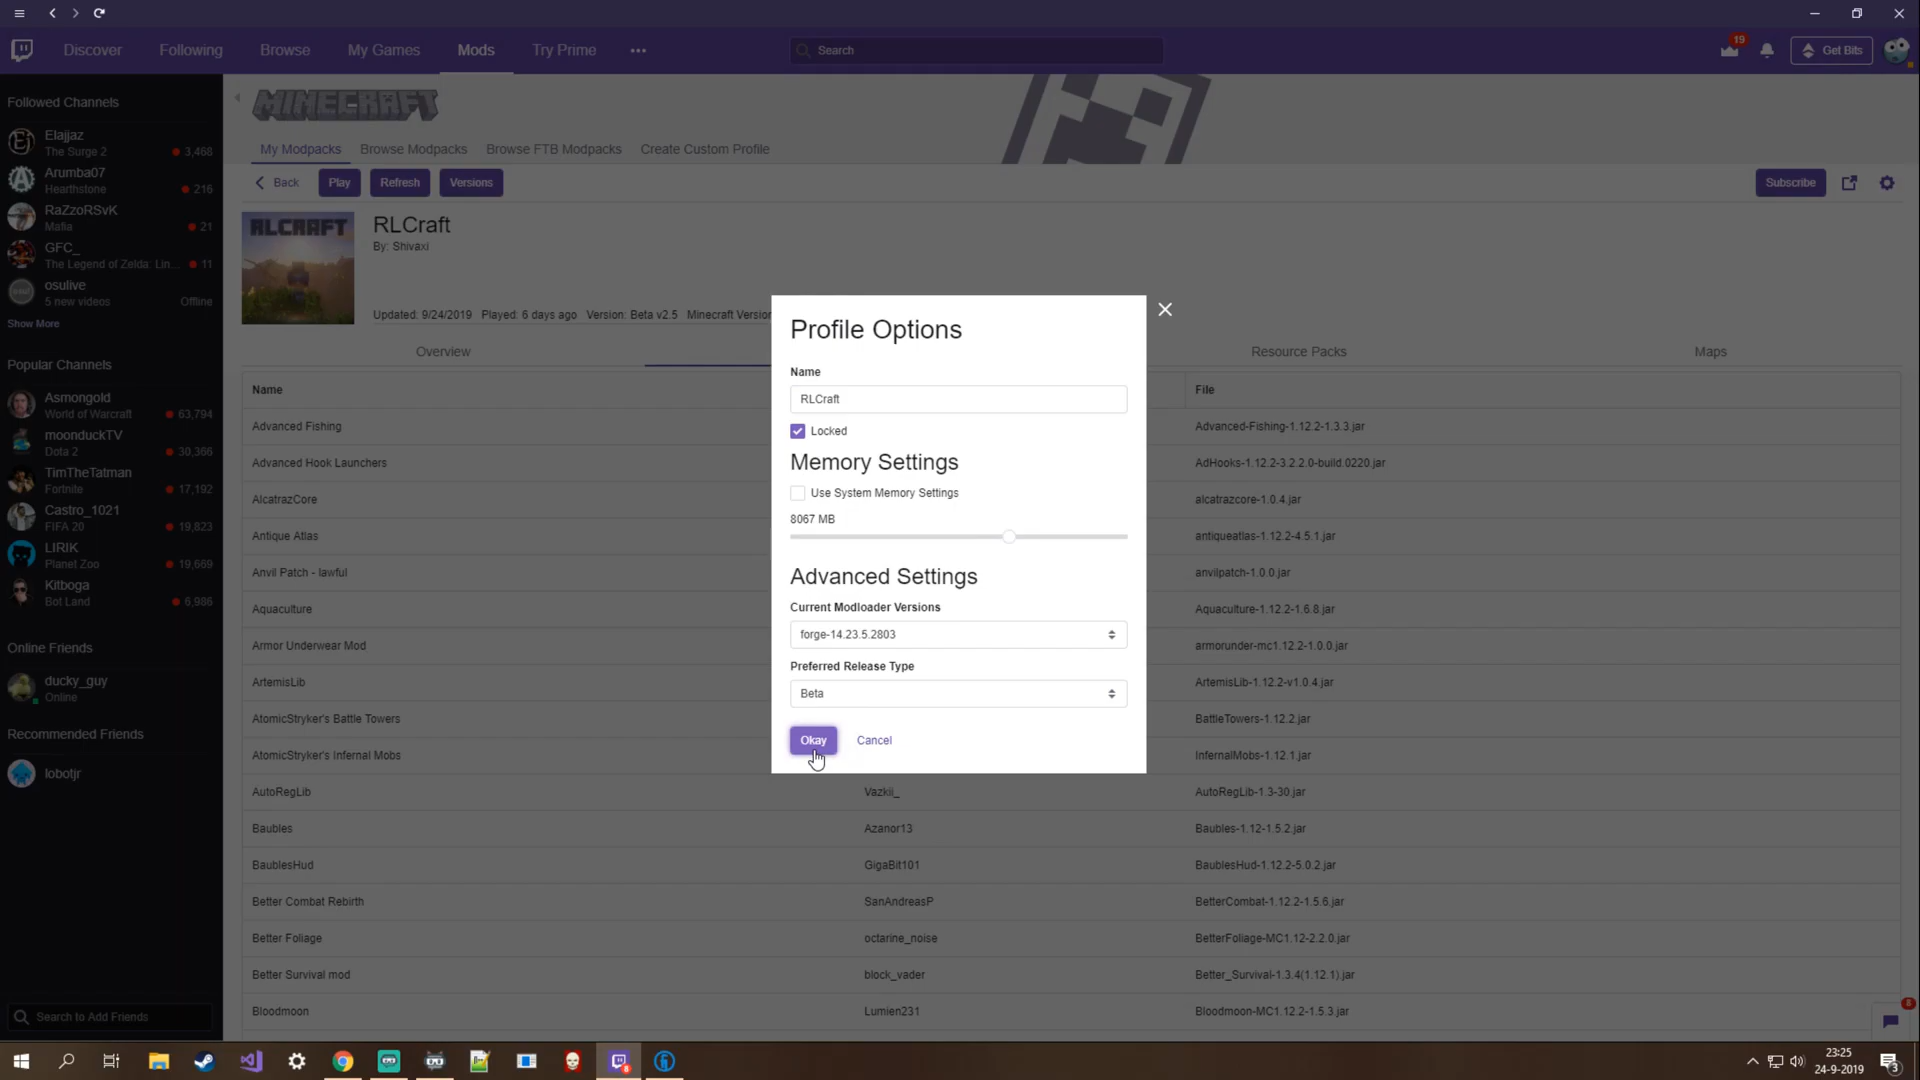 Discover
Following
Browse
My Games
Mods
Try Prime
Search
19
Get Bits
Followed Channels
Elajjaz
The Surge 2
3,468
Arumba07
Hearthstone
216
RaZzoRSvK
Mafia
21
GFC_
The Legend of Zelda: Lin...
11
osulive
5 new videos
Offline
Show More
Popular Channels
Asmongold
World of Warcraft
63,794
moonduckTV
Dota 2
30,366
TimTheTatman
Fortnite
17,192
Castro_1021
FIFA 20
19,823
LIRIK
Planet Zoo
19,669
Kitboga
Bot Land
6,986
Online Friends
ducky_guy
Online
Recommended Friends
lobotjr
Search to Add Friends
MINECRAFT
My Modpacks
Browse Modpacks
Browse FTB Modpacks
Create Custom Profile
Back
Play
Refresh
Versions
Subscribe
RLCRAFT
RLCraft
By: Shivaxi
Updated: 9/24/2019 Played: 6 days ago Version: Beta v2.5 Minecraft Version
Overview
Resource Packs
Maps
Name
File
Advanced Fishing
Advanced-Fishing-1.12.2-1.3.3.jar
Advanced Hook Launchers
AdHooks-1.12.2-3.2.2.0-build.0220.jar
AlcatrazCore
alcatrazcore-1.0.4.jar
Antique Atlas
antiqueatlas-1.12.2-4.5.1.jar
Anvil Patch - lawful
anvilpatch-1.0.0.jar
Aquaculture
Aquaculture-1.12.2-1.6.8.jar
Armor Underwear Mod
armorunder-mc1.12.2-1.0.0.jar
ArtemisLib
ArtemisLib-1.12.2-v1.0.4.jar
AtomicStryker's Battle Towers
BattleTowers-1.12.2.jar
AtomicStryker's Infernal Mobs
InfernalMobs-1.12.1.jar
AutoRegLib
Vazkii_
AutoRegLib-1.3-30.jar
Baubles
Azanor13
Baubles-1.12-1.5.2.jar
BaublesHud
GigaBit101
BaublesHud-1.12.2-5.0.2.jar
Better Combat Rebirth
SanAndreasP
BetterCombat-1.12.2-1.5.6.jar
Better Foliage
octarine_noise
BetterFoliage-MC1.12-2.2.0.jar
Better Survival mod
block_vader
Better_Survival-1.3.4(1.12.1).jar
Bloodmoon
Lumien231
Bloodmoon-MC1.12.2-1.5.3.jar
Profile Options
Name
RLCraft
Locked
Memory Settings
Use System Memory Settings
8067 MB
Advanced Settings
Current Modloader Versions
forge-14.23.5.2803
Preferred Release Type
Beta
Okay
Cancel
8
23:25
24-9-2019
3